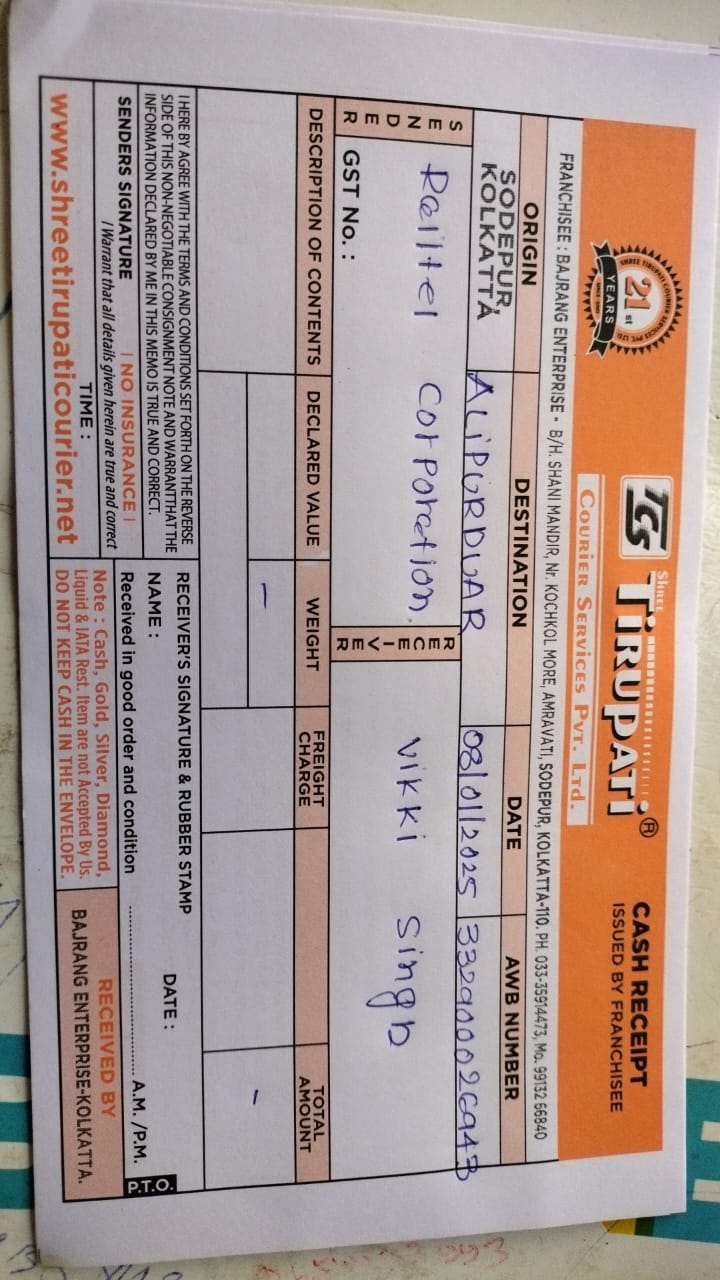 SHREE TIRUPATI COURIER SERVICES PVT. LTD.
21st
YEARS
TCS
SHREE
TIRUPATI®
COURIER SERVICES PVT. LTD.
CASH RECEIPT
ISSUED BY FRANCHISEE
FRANCHISEE : BAJRANG ENTERPRISE - B/H. SHANI MANDIR, Nr. KOCHKOL MORE, AMRAVATI, SODEPUR, KOLKATTA-110. PH. 033-35914473, Mo. 99132 66840
ORIGIN DESTINATION DATE AWB NUMBER
SODEPUR, KOLKATTA ALIPURDUAR 08/01/2025 332900026943
SENDER Railtel Corporation. RECEIVER Vikki Singh
GST No. :
DESCRIPTION OF CONTENTS DECLARED VALUE WEIGHT FREIGHT CHARGE TOTAL AMOUNT
- -
I HERE BY AGREE WITH THE TERMS AND CONDITIONS SET FORTH ON THE REVERSE
SIDE OF THIS NON-NEGOTIABLE CONSIGNMENT NOTE AND WARRANT THAT THE
INFORMATION DECLARED BY ME IN THIS MEMO IS TRUE AND CORRECT.
SENDERS SIGNATURE | NO INSURANCE |
I Warrant that all details given herein are true and correct
TIME :
www.shreetirupaticourier.net
RECEIVER'S SIGNATURE & RUBBER STAMP
NAME : DATE :
Received in good order and condition ........................ A.M. /P.M.
P.T.O.
Note : Cash, Gold, Silver, Diamond,
Liquid & IATA Rest. Item are not Accepted By Us.
DO NOT KEEP CASH IN THE ENVELOPE.
RECEIVED BY
BAJRANG ENTERPRISE-KOLKATTA.